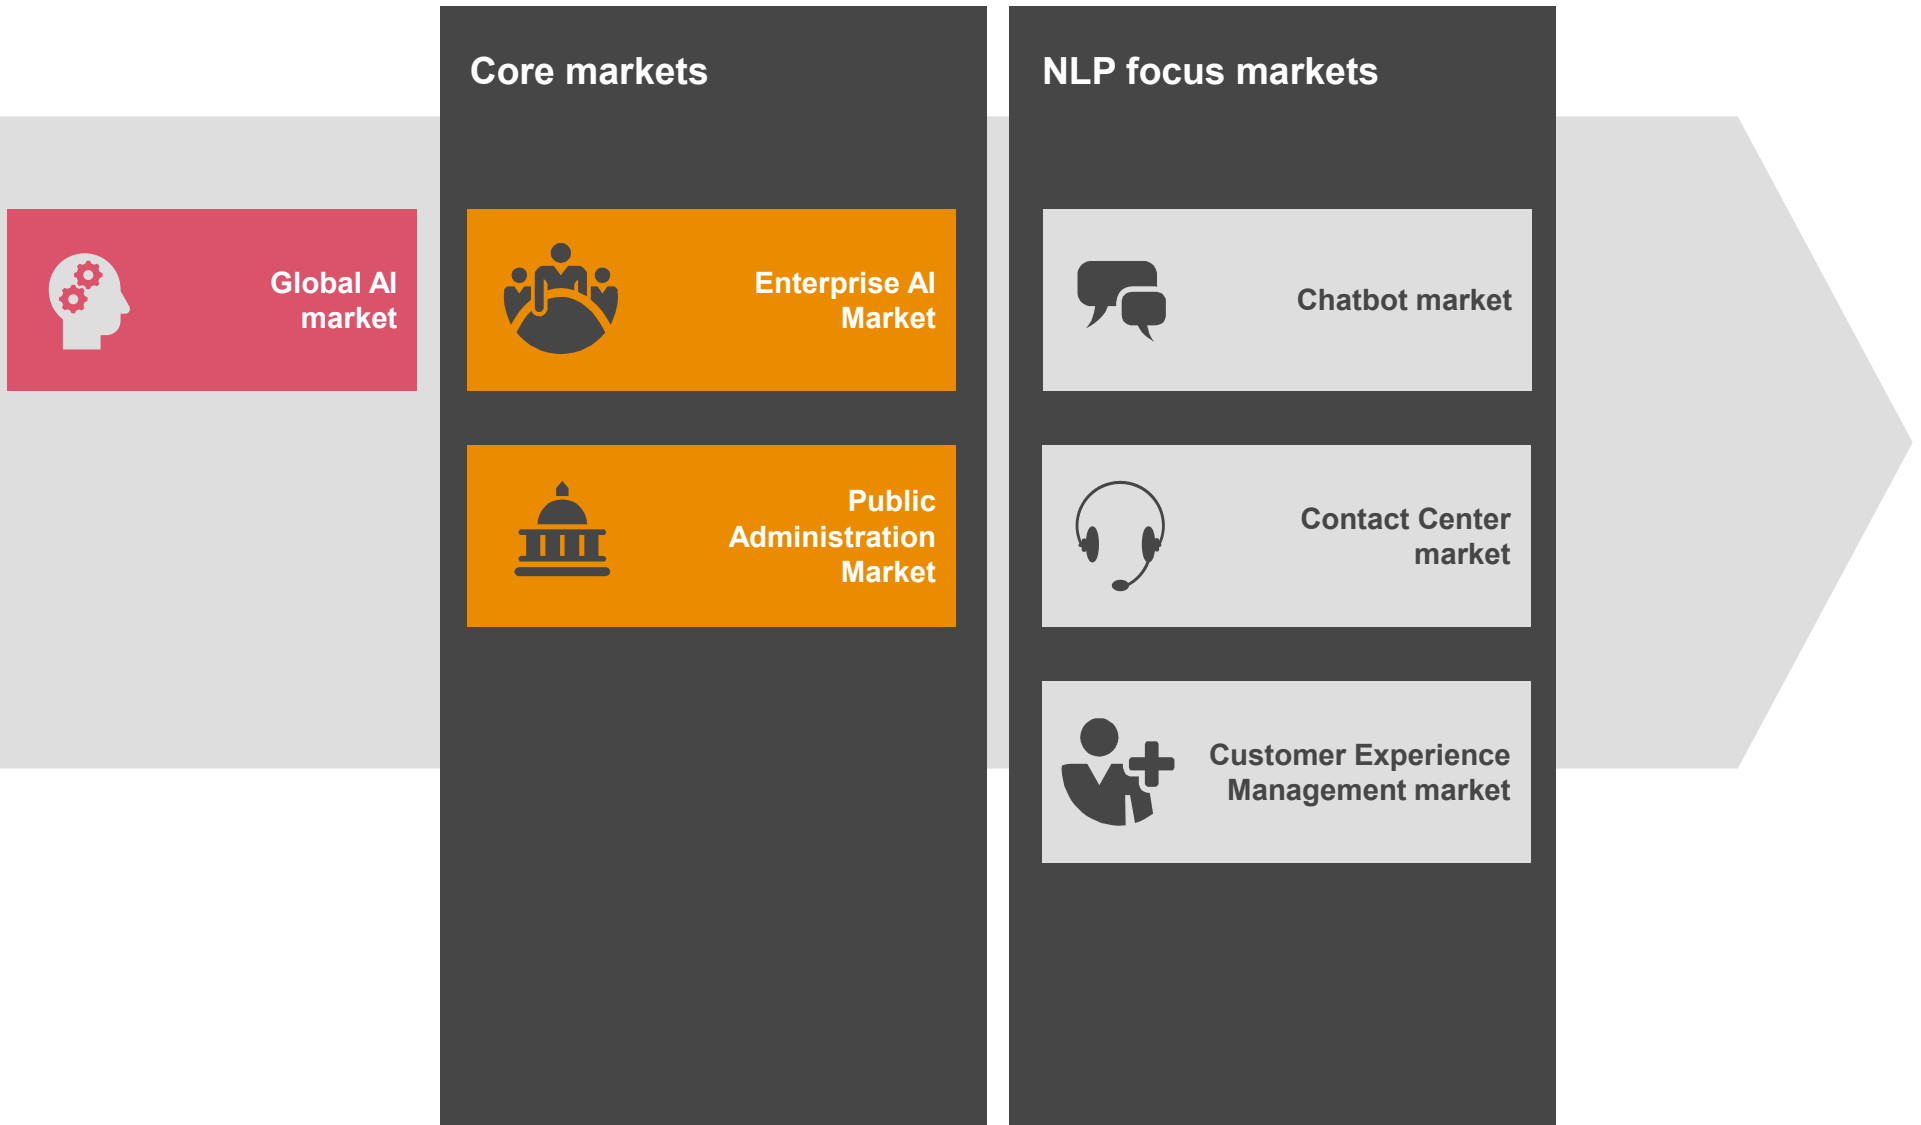 Core markets
NLP focus markets
Global AI
market
Enterprise AI
Market
Chatbot market
Public
Administration
Market
Contact Center
market
Customer Experience
Management market